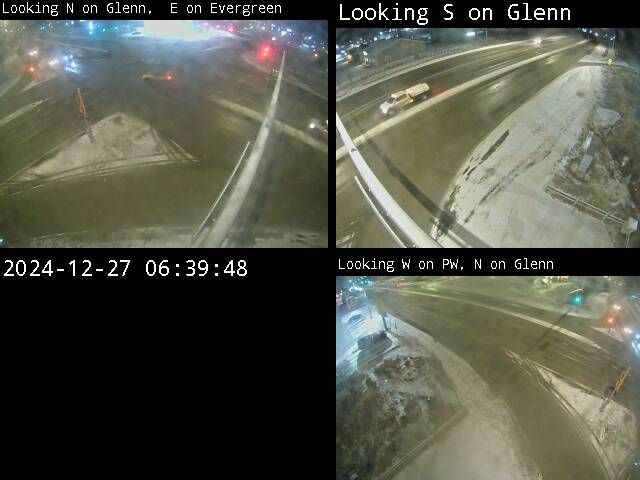 Looking N on Glenn,  E on Evergreen
Looking S on Glenn
2024-12-27 06:39:48
Looking W on PW, N on Glenn